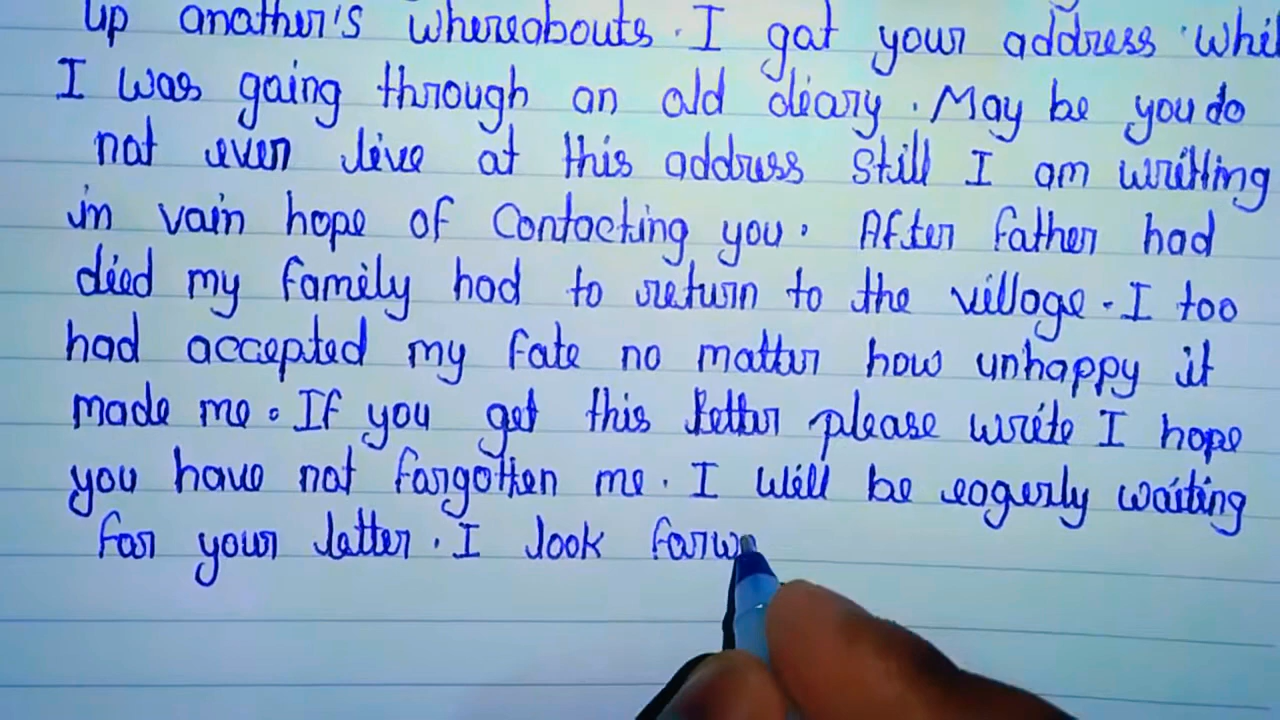 up another's whereabouts. I got your address whi
I was going through an old diary. May be you do
not even live at this address still I am writting
in vain hope of contacting you. After father had
died my family had to return to the village. I too
had accepted my fate no matter how unhappy it
made me. If you get this letter please write I hope
you have not forgotten me. I will be eagerly waiting
for your letter. I look forw